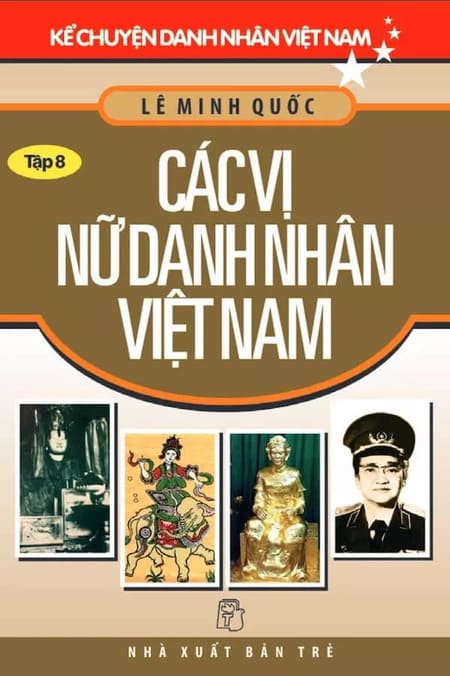 KỂ CHUYỆN DANH NHÂN VIỆT NAM
LÊ MINH QUỐC
Tập 8
CÁC VỊ
NỮ DANH NHÂN
VIỆT NAM
T
NHÀ XUẤT BẢN TRẺ